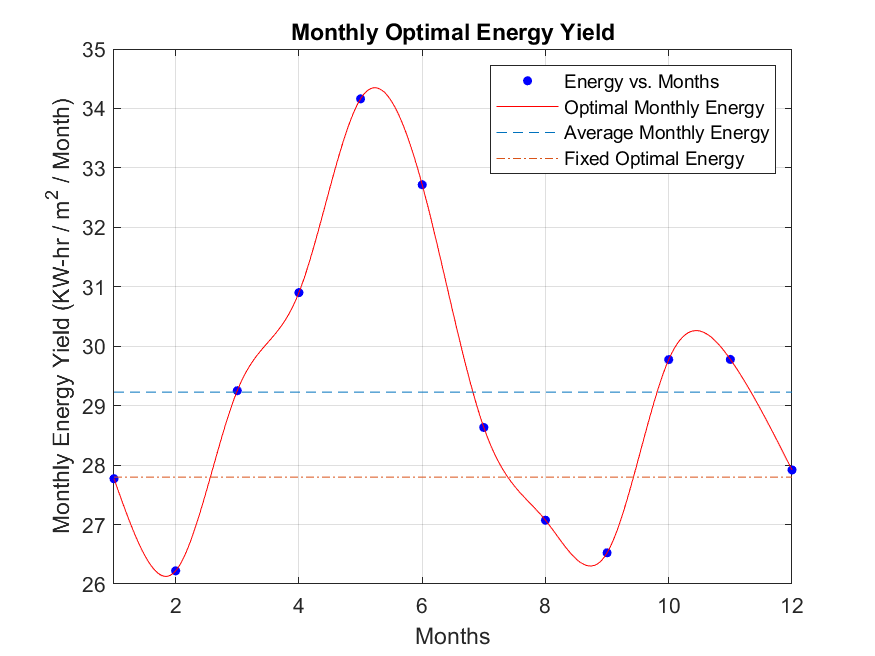 Monthly Optimal Energy Yield
Monthly Energy Yield (KW-hr / m² / Month)
35
34
33
32
31
30
29
28
27
26
Energy vs. Months
Optimal Monthly Energy
Average Monthly Energy
Fixed Optimal Energy
2
4
6
8
10
12
Months